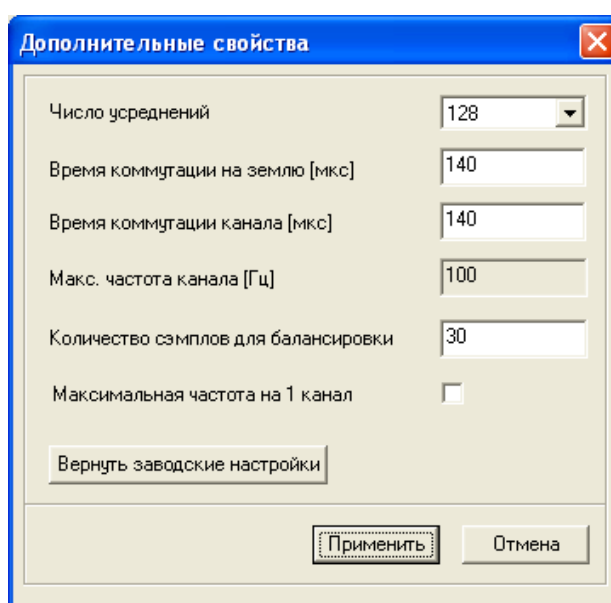 Дополнительные свойства
Число усреднений 128
Время коммутации на землю [мкс] 140
Время коммутации канала [мкс] 140
Макс. частота канала [Гц] 100
Количество сэмплов для балансировки 30
Максимальная частота на 1 канал
Вернуть заводские настройки
Применить Отмена